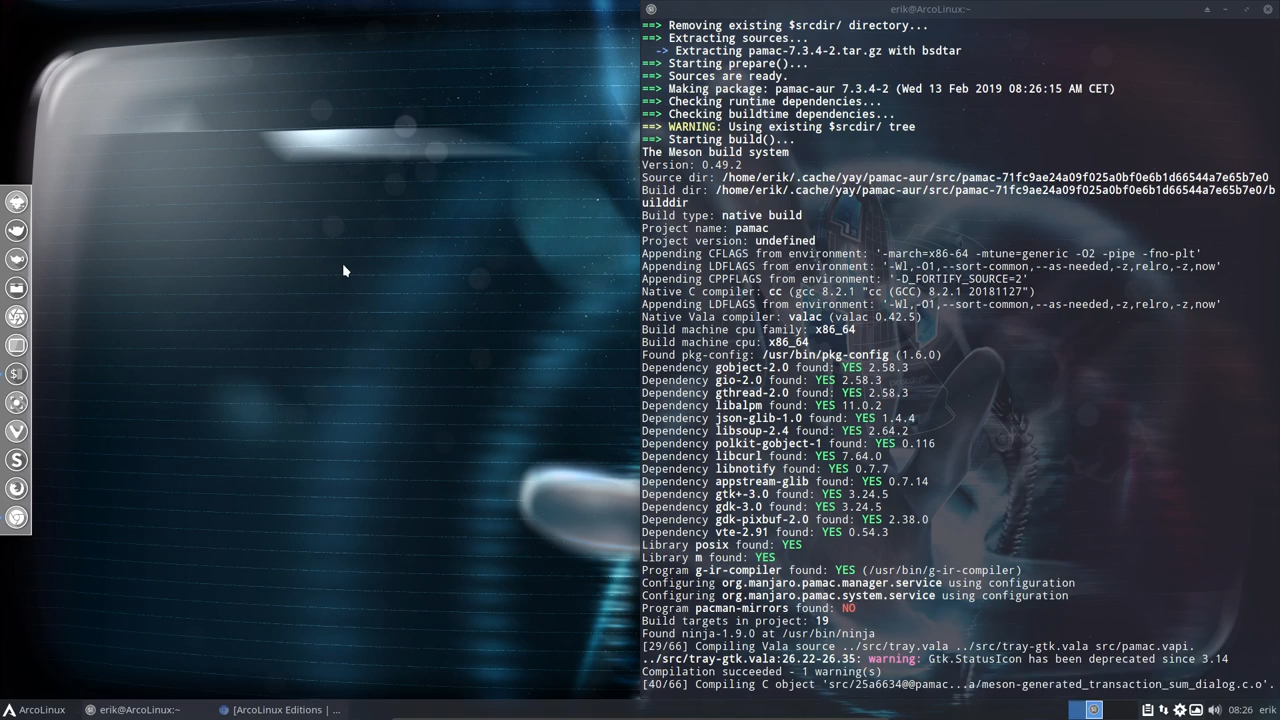 erik@ArcoLinux:~
==> Removing existing $srcdir/ directory...
==> Extracting sources...
-> Extracting pamac-7.3.4-2.tar.gz with bsdtar
==> Starting prepare()...
==> Sources are ready.
==> Making package: pamac-aur 7.3.4-2 (Wed 13 Feb 2019 08:26:15 AM CET)
==> Checking runtime dependencies...
==> Checking buildtime dependencies...
==> WARNING: Using existing $srcdir/ tree
==> Starting build()...
The Meson build system
Version: 0.49.2
Source dir: /home/erik/.cache/yay/pamac-aur/src/pamac-71fc9ae24a09f025a0bf0e6b1d66544a7e65b7e0
Build dir: /home/erik/.cache/yay/pamac-aur/src/pamac-71fc9ae24a09f025a0bf0e6b1d66544a7e65b7e0/b
uilddir
Build type: native build
Project name: pamac
Project version: undefined
Appending CFLAGS from environment: '-march=x86-64 -mtune=generic -O2 -pipe -fno-plt'
Appending LDFLAGS from environment: '-Wl,-O1,--sort-common,--as-needed,-z,relro,-z,now'
Appending CPPFLAGS from environment: '-D_FORTIFY_SOURCE=2'
Native C compiler: cc (gcc 8.2.1 "cc (GCC) 8.2.1 20181127")
Appending LDFLAGS from environment: '-Wl,-O1,--sort-common,--as-needed,-z,relro,-z,now'
Native Vala compiler: valac (valac 0.42.5)
Build machine cpu family: x86_64
Build machine cpu: x86_64
Found pkg-config: /usr/bin/pkg-config (1.6.0)
Dependency gobject-2.0 found: YES 2.58.3
Dependency gio-2.0 found: YES 2.58.3
Dependency gthread-2.0 found: YES 2.58.3
Dependency libalpm found: YES 11.0.2
Dependency json-glib-1.0 found: YES 1.4.4
Dependency libsoup-2.4 found: YES 2.64.2
Dependency polkit-gobject-1 found: YES 0.116
Dependency libcurl found: YES 7.64.0
Dependency libnotify found: YES 0.7.7
Dependency appstream-glib found: YES 0.7.14
Dependency gtk+-3.0 found: YES 3.24.5
Dependency gdk-3.0 found: YES 3.24.5
Dependency gdk-pixbuf-2.0 found: YES 2.38.0
Dependency vte-2.91 found: YES 0.54.3
Library posix found: YES
Library m found: YES
Program g-ir-compiler found: YES (/usr/bin/g-ir-compiler)
Configuring org.manjaro.pamac.manager.service using configuration
Configuring org.manjaro.pamac.system.service using configuration
Program pacman-mirrors found: NO
Build targets in project: 19
Found ninja-1.9.0 at /usr/bin/ninja
[29/66] Compiling Vala source ../src/tray.vala ../src/tray-gtk.vala src/pamac.vapi.
../src/tray-gtk.vala:26.22-26.35: warning: Gtk.StatusIcon has been deprecated since 3.14
Compilation succeeded - 1 warning(s)
[40/66] Compiling C object 'src/25a6634@@pamac...a/meson-generated_transaction_sum_dialog.c.o'.
ArcoLinux
erik@ArcoLinux:~
[ArcoLinux Editions | ...
08:26
erik